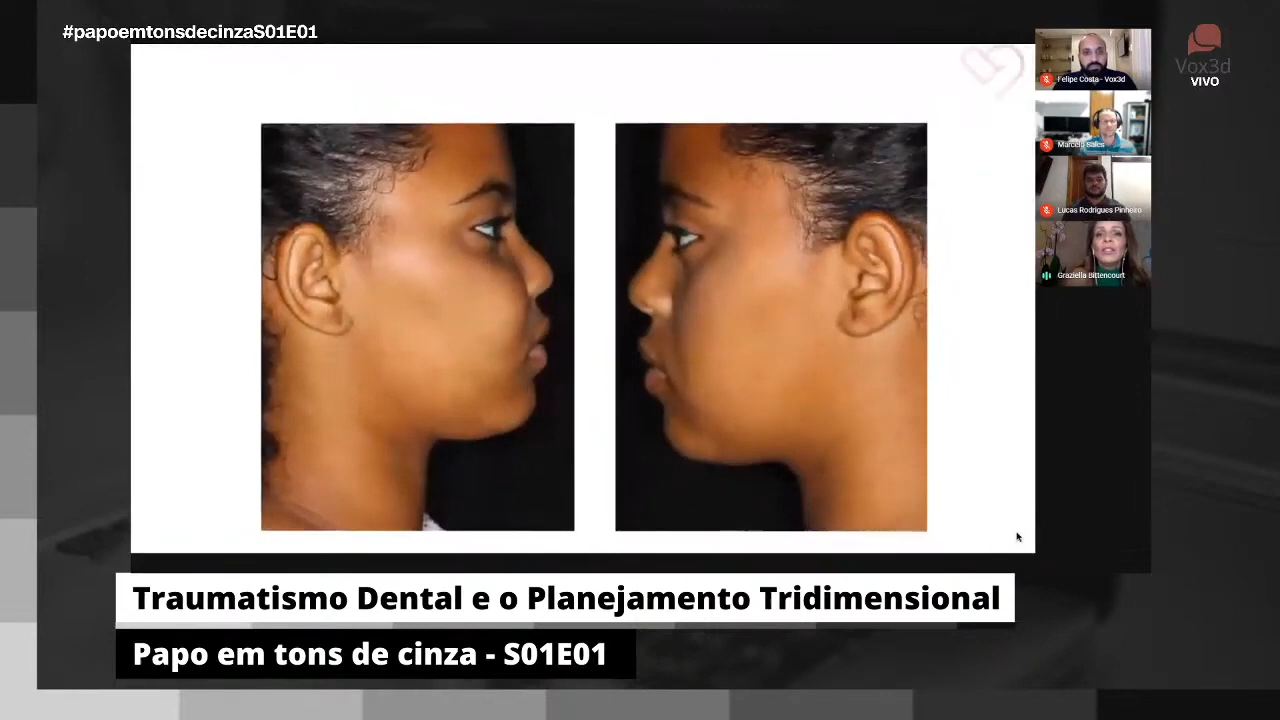 #papoemtonsdecinzaS01E01
Vox3d
VIVO
Felipe Costa - Vox3d
Marcelo Sales
Lucas Rodrigues Pinheiro
Graziella Bittencourt
Traumatismo Dental e o Planejamento Tridimensional
Papo em tons de cinza - S01E01